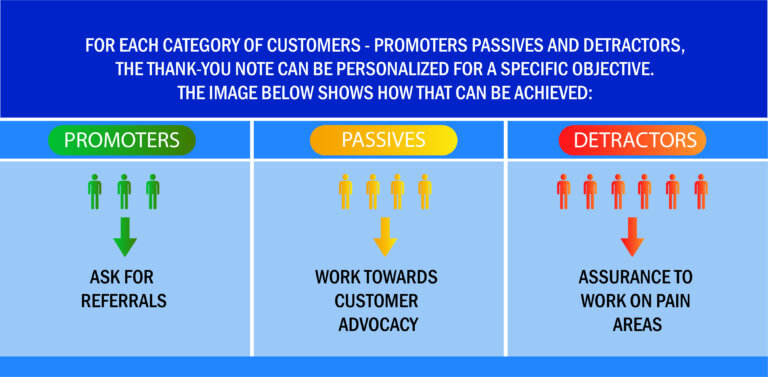 FOR EACH CATEGORY OF CUSTOMERS - PROMOTERS PASSIVES AND DETRACTORS,
THE THANK-YOU NOTE CAN BE PERSONALIZED FOR A SPECIFIC OBJECTIVE.
THE IMAGE BELOW SHOWS HOW THAT CAN BE ACHIEVED:
PROMOTERS
ASK FOR
REFERRALS
PASSIVES
WORK TOWARDS
CUSTOMER
ADVOCACY
DETRACTORS
ASSURANCE TO
WORK ON PAIN
AREAS